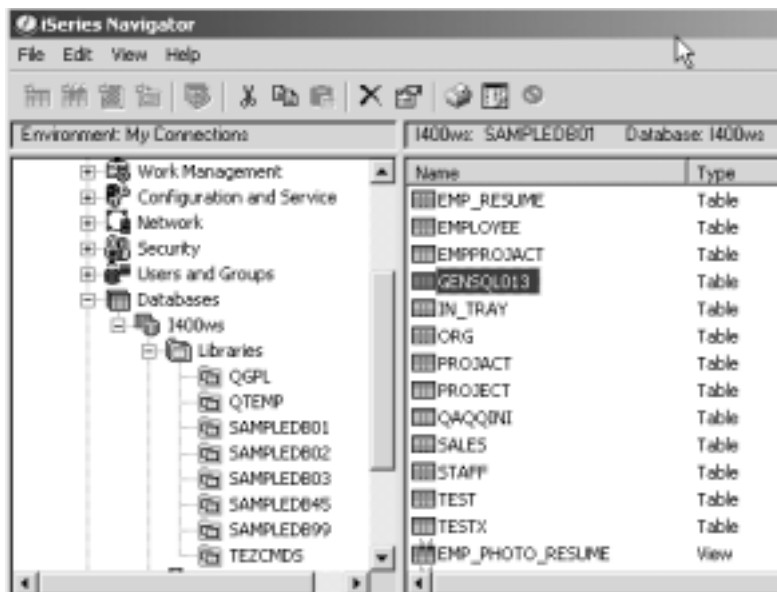 iSeries Navigator
File Edit View Help
Environment: My Connections
I400ws: SAMPLEDB01 Database: I400ws
Work Management
Configuration and Service
Network
Security
Users and Groups
Databases
I400ws
Libraries
QGPL
QTEMP
SAMPLEDB01
SAMPLEDB02
SAMPLEDB03
SAMPLEDB45
SAMPLEDB99
TEZCMDS
Name Type
EMP_RESUME Table
EMPLOYEE Table
EMPPROJACT Table
GENSQL013 Table
IN_TRAY Table
ORG Table
PROJACT Table
PROJECT Table
QAQQINI Table
SALES Table
STAFF Table
TEST Table
TESTX Table
EMP_PHOTO_RESUME View